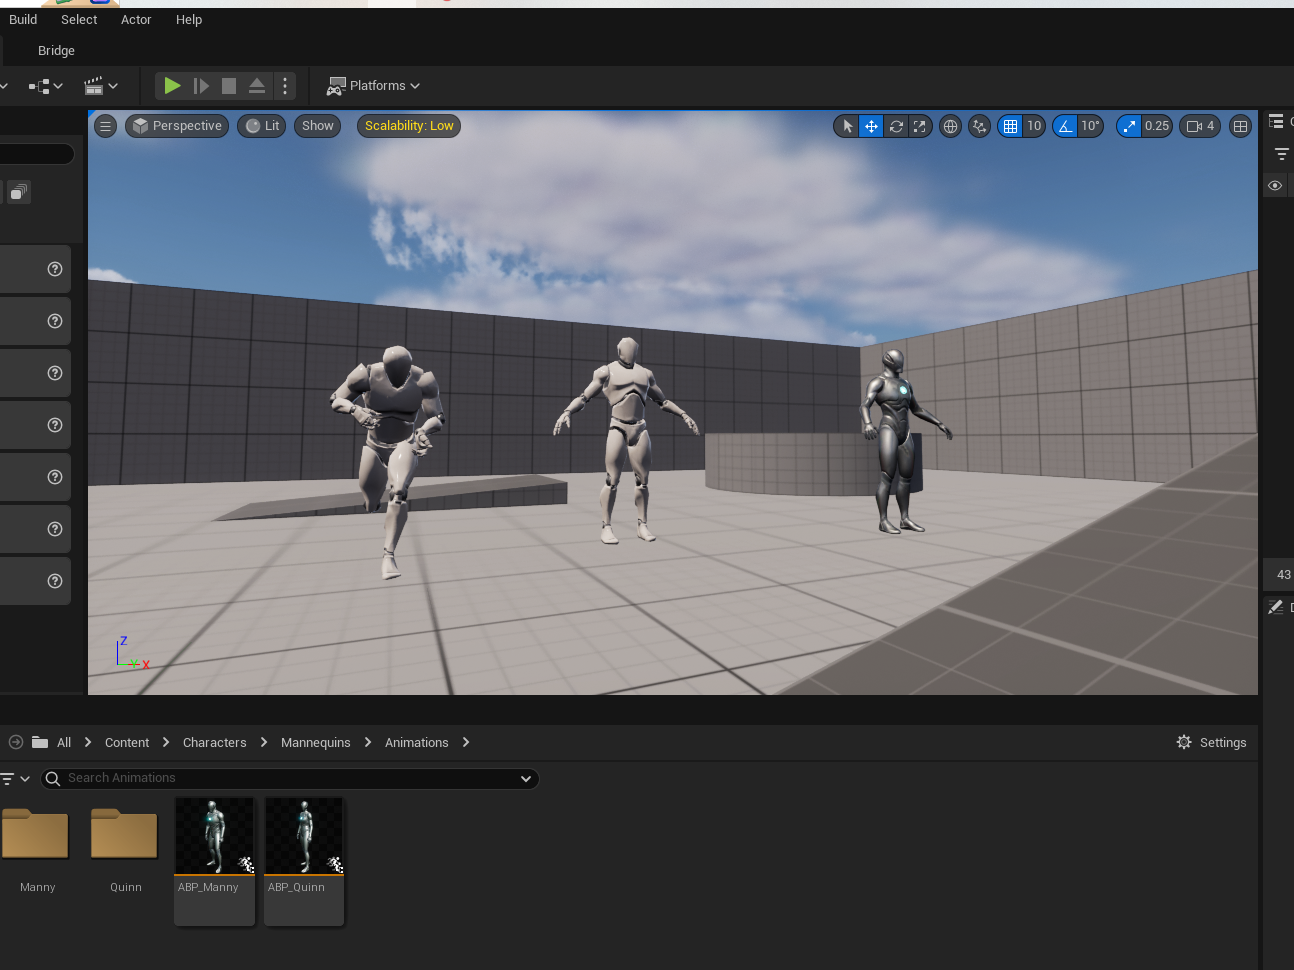 Build Select Actor Help
Bridge
Platforms
Perspective Lit Show Scalability: Low 10 10° 0.25 4
Z
Y X
43
All Content Characters Mannequins Animations Settings
Search Animations
Manny Quinn ABP_Manny ABP_Quinn